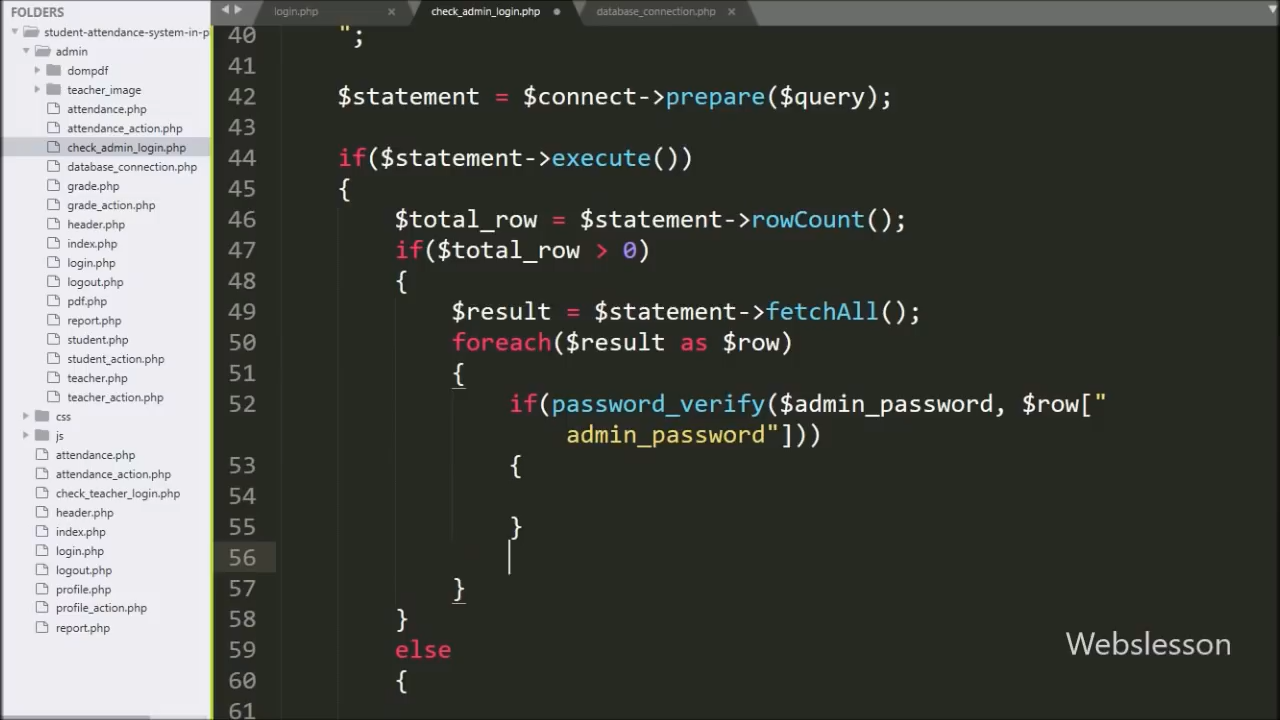 FOLDERS
student-attendance-system-in-p
admin
dompdf
teacher_image
attendance.php
attendance_action.php
check_admin_login.php
database_connection.php
grade.php
grade_action.php
header.php
index.php
login.php
logout.php
pdf.php
report.php
student.php
student_action.php
teacher.php
teacher_action.php
css
js
attendance.php
attendance_action.php
check_teacher_login.php
header.php
index.php
login.php
logout.php
profile.php
profile_action.php
report.php
login.php × check_admin_login.php database_connection.php ×
40 ";
41
42 $statement = $connect->prepare($query);
43
44 if($statement->execute())
45 {
46 $total_row = $statement->rowCount();
47 if($total_row > 0)
48 {
49 $result = $statement->fetchAll();
50 foreach($result as $row)
51 {
52 if(password_verify($admin_password, $row["
admin_password"]))
53 {
54
55 }
56
57 }
58 }
59 else
60 {
61
Webslesson